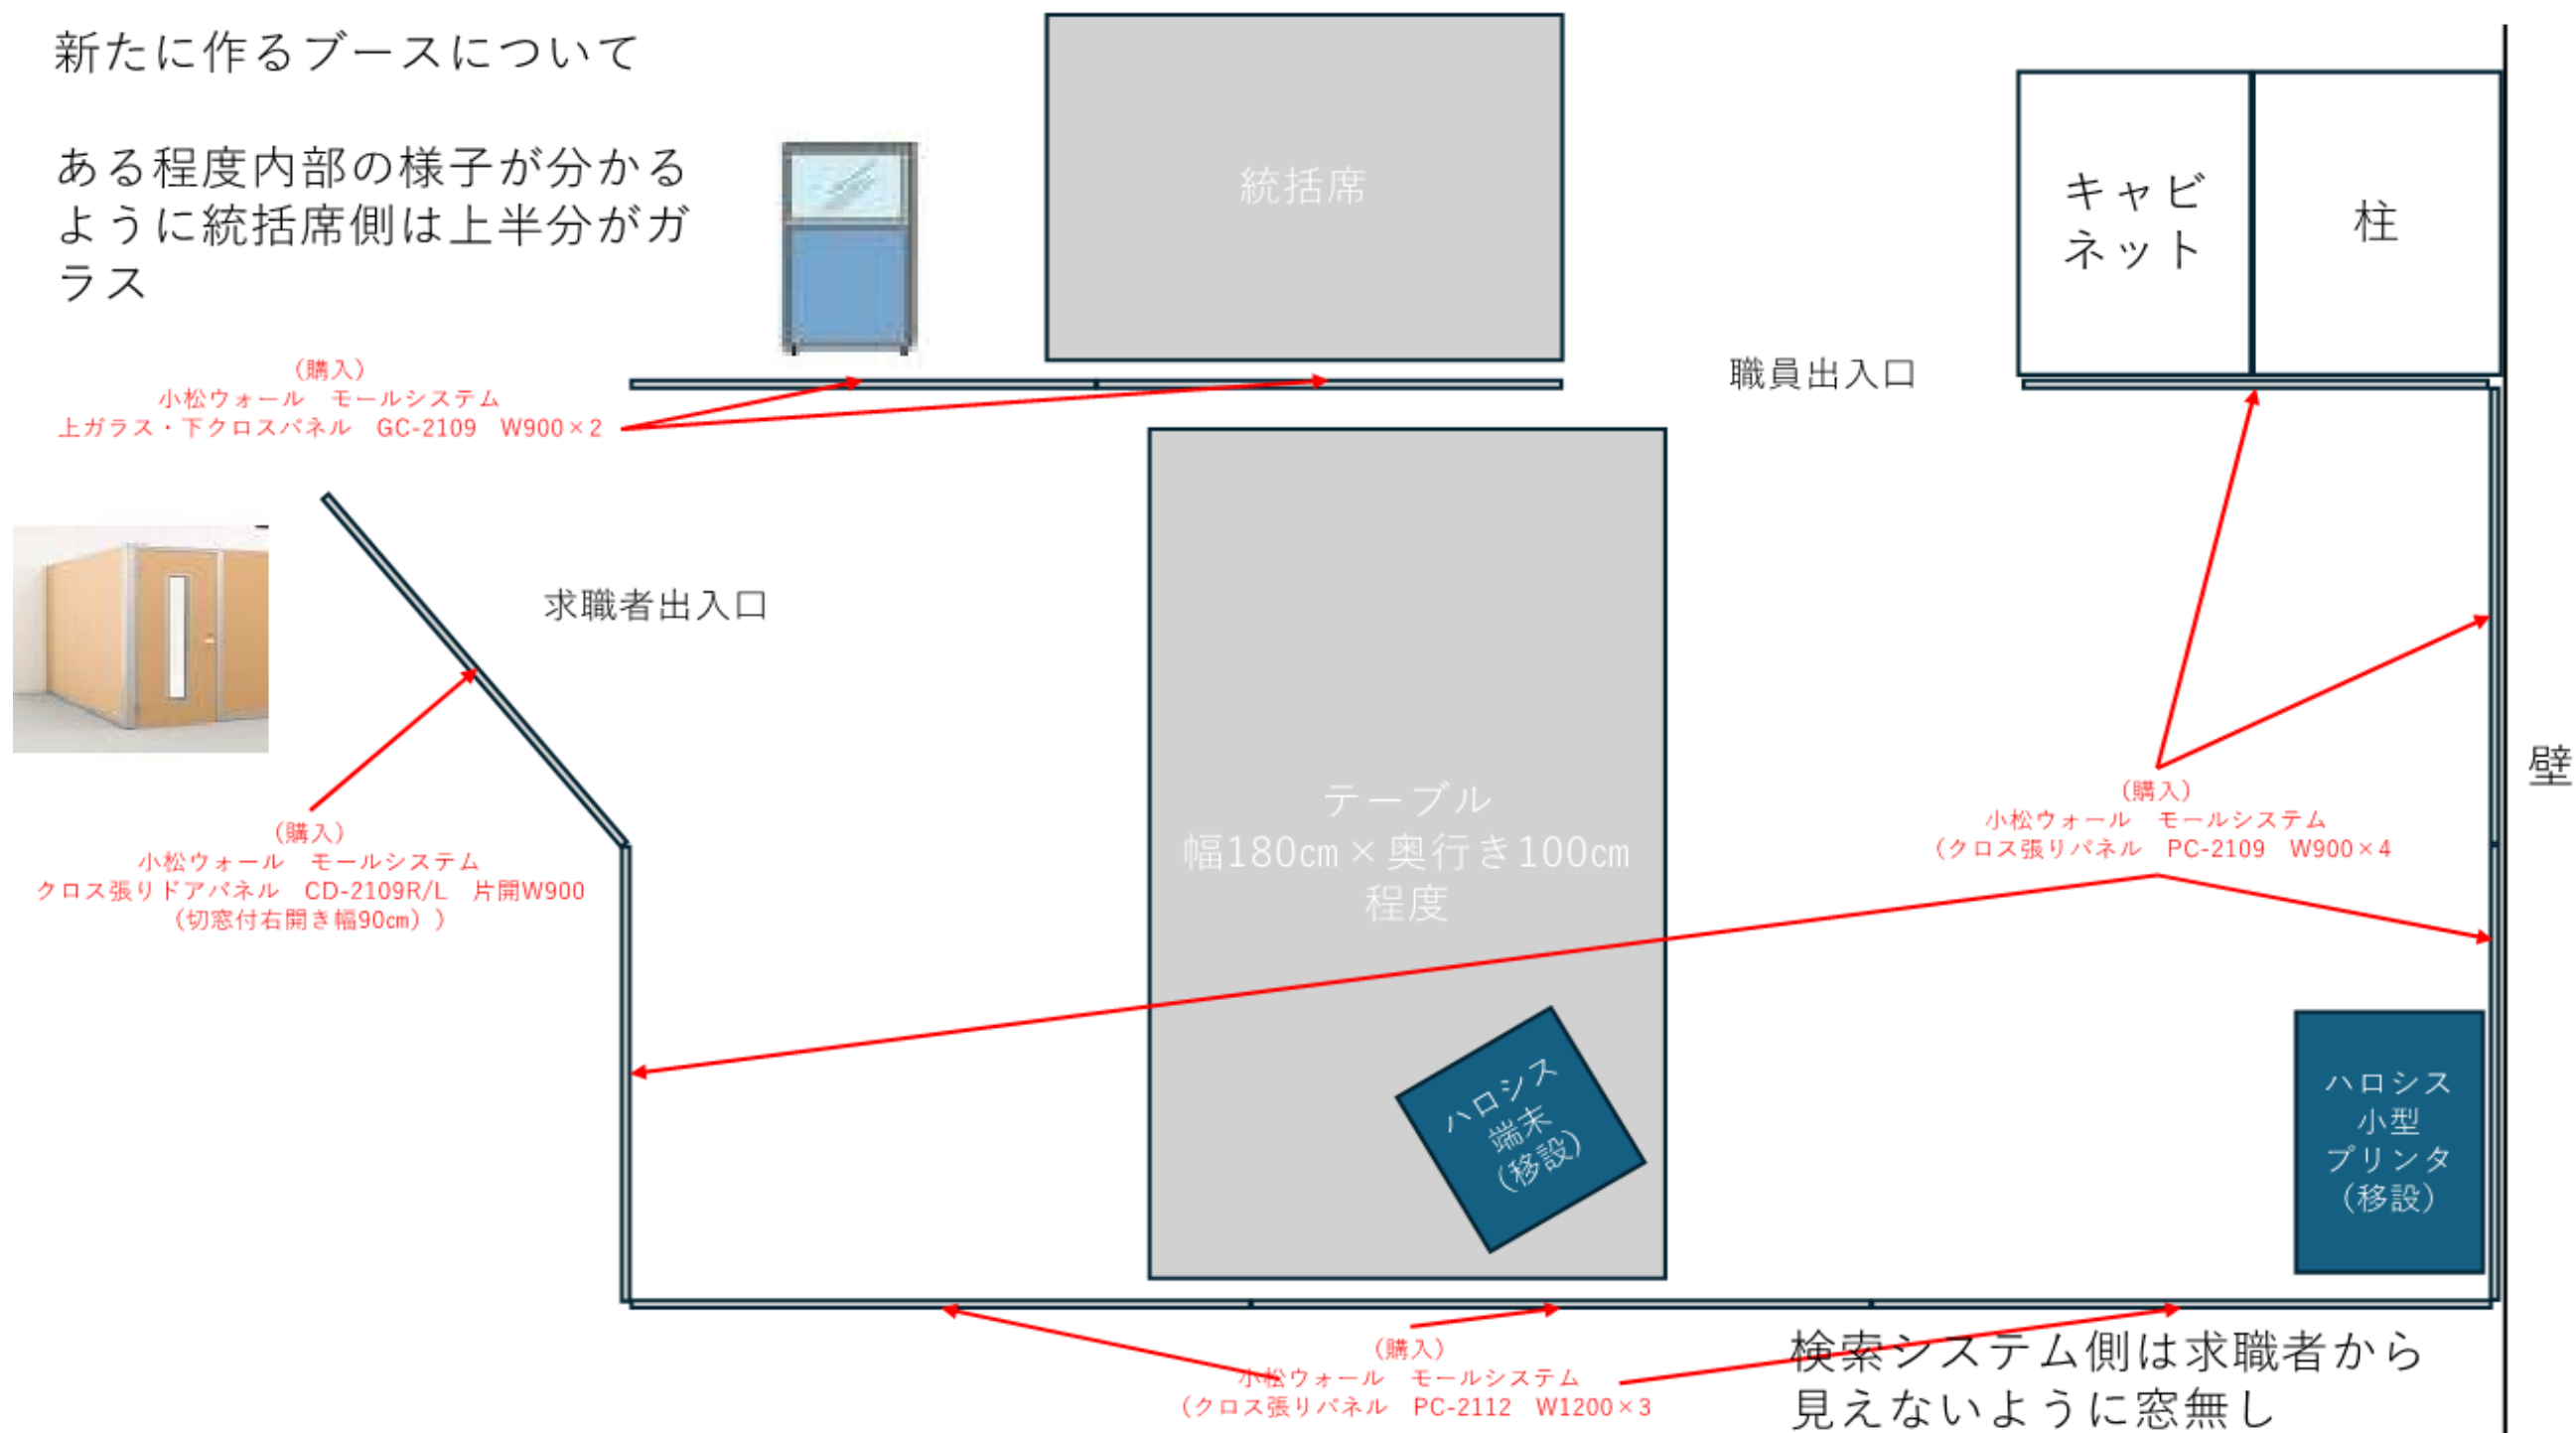 新たに作るブースについて
ある程度内部の様子が分かる
ように統括席側は上半分がガ
ラス
統括席
キャビ
ネット
柱
(購入)
小松ウォール　モールシステム
上ガラス・下クロスパネル　GC-2109　W900×2
職員出入口
求職者出入口
壁
テーブル
幅180㎝×奥行き100㎝
程度
(購入)
小松ウォール　モールシステム
(クロス張りパネル　PC-2109　W900×4
(購入)
小松ウォール　モールシステム
クロス張りドアパネル　CD-2109R/L　片開W900
(切窓付右開き幅90㎝))
ハロシス
端末
(移設)
ハロシス
小型
プリンタ
(移設)
(購入)
小松ウォール　モールシステム
(クロス張りパネル　PC-2112　W1200×3
検索システム側は求職者から
見えないように窓無し